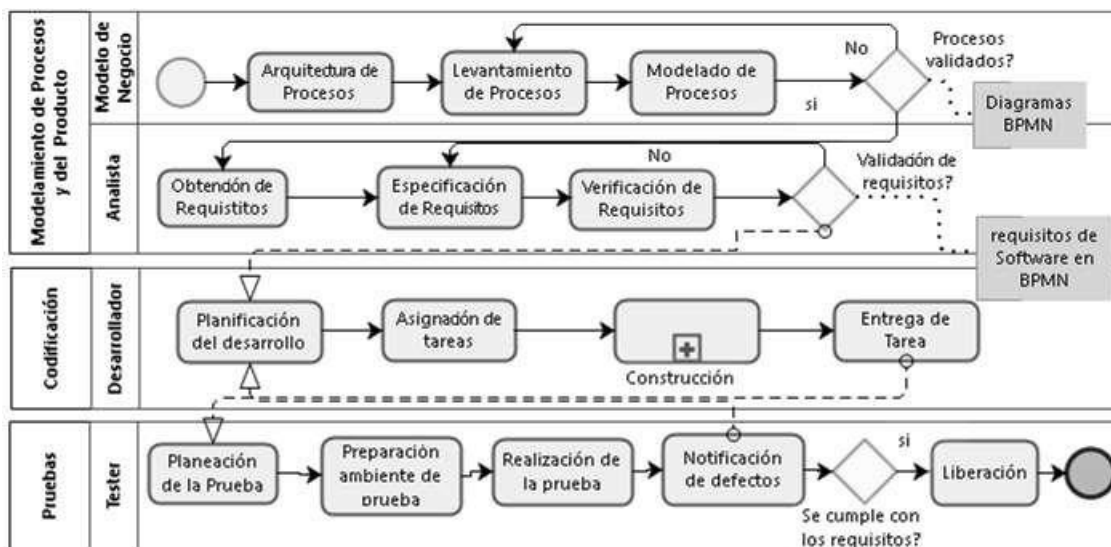 Modelamiento de Procesos
y del Producto
Modelo de
Negocio
Arquitectura de
Procesos
Levantamiento
de Procesos
Modelado de
Procesos
No
si
Procesos
validados?
Diagramas
BPMN
Analista
Obtención de
Requistitos
Especificación
de Requisitos
Verificación de
Requisitos
No
Validación de
requisitos?
requisitos de
Software en
BPMN
Codificación
Desarrollador
Planificación
del desarrollo
Asignación de
tareas
Construcción
Entrega de
Tarea
Pruebas
Tester
Planeación
de la Prueba
Preparación
ambiente de
prueba
Realización de
la prueba
Notificación
de defectos
Se cumple con
los requisitos?
si
Liberación